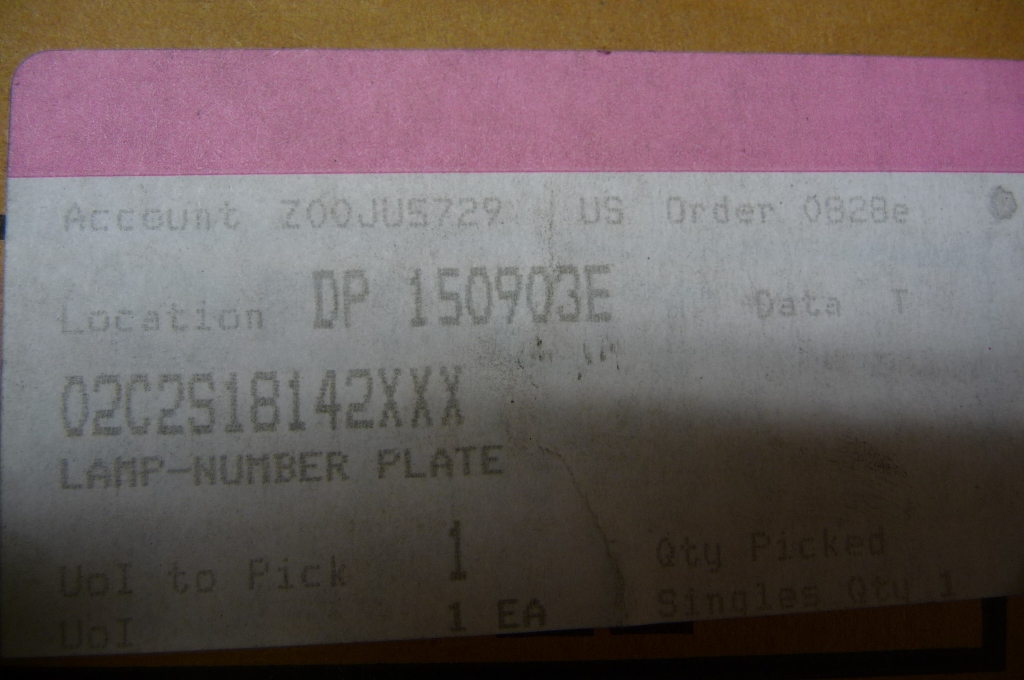 Account Z00JUS729 / US Order 0828e
Location DP 150903E Data T
02C2S18142XXX
LAMP-NUMBER PLATE
UoI to Pick 1 Qty Picked
UoI 1 EA Singles Qty 1